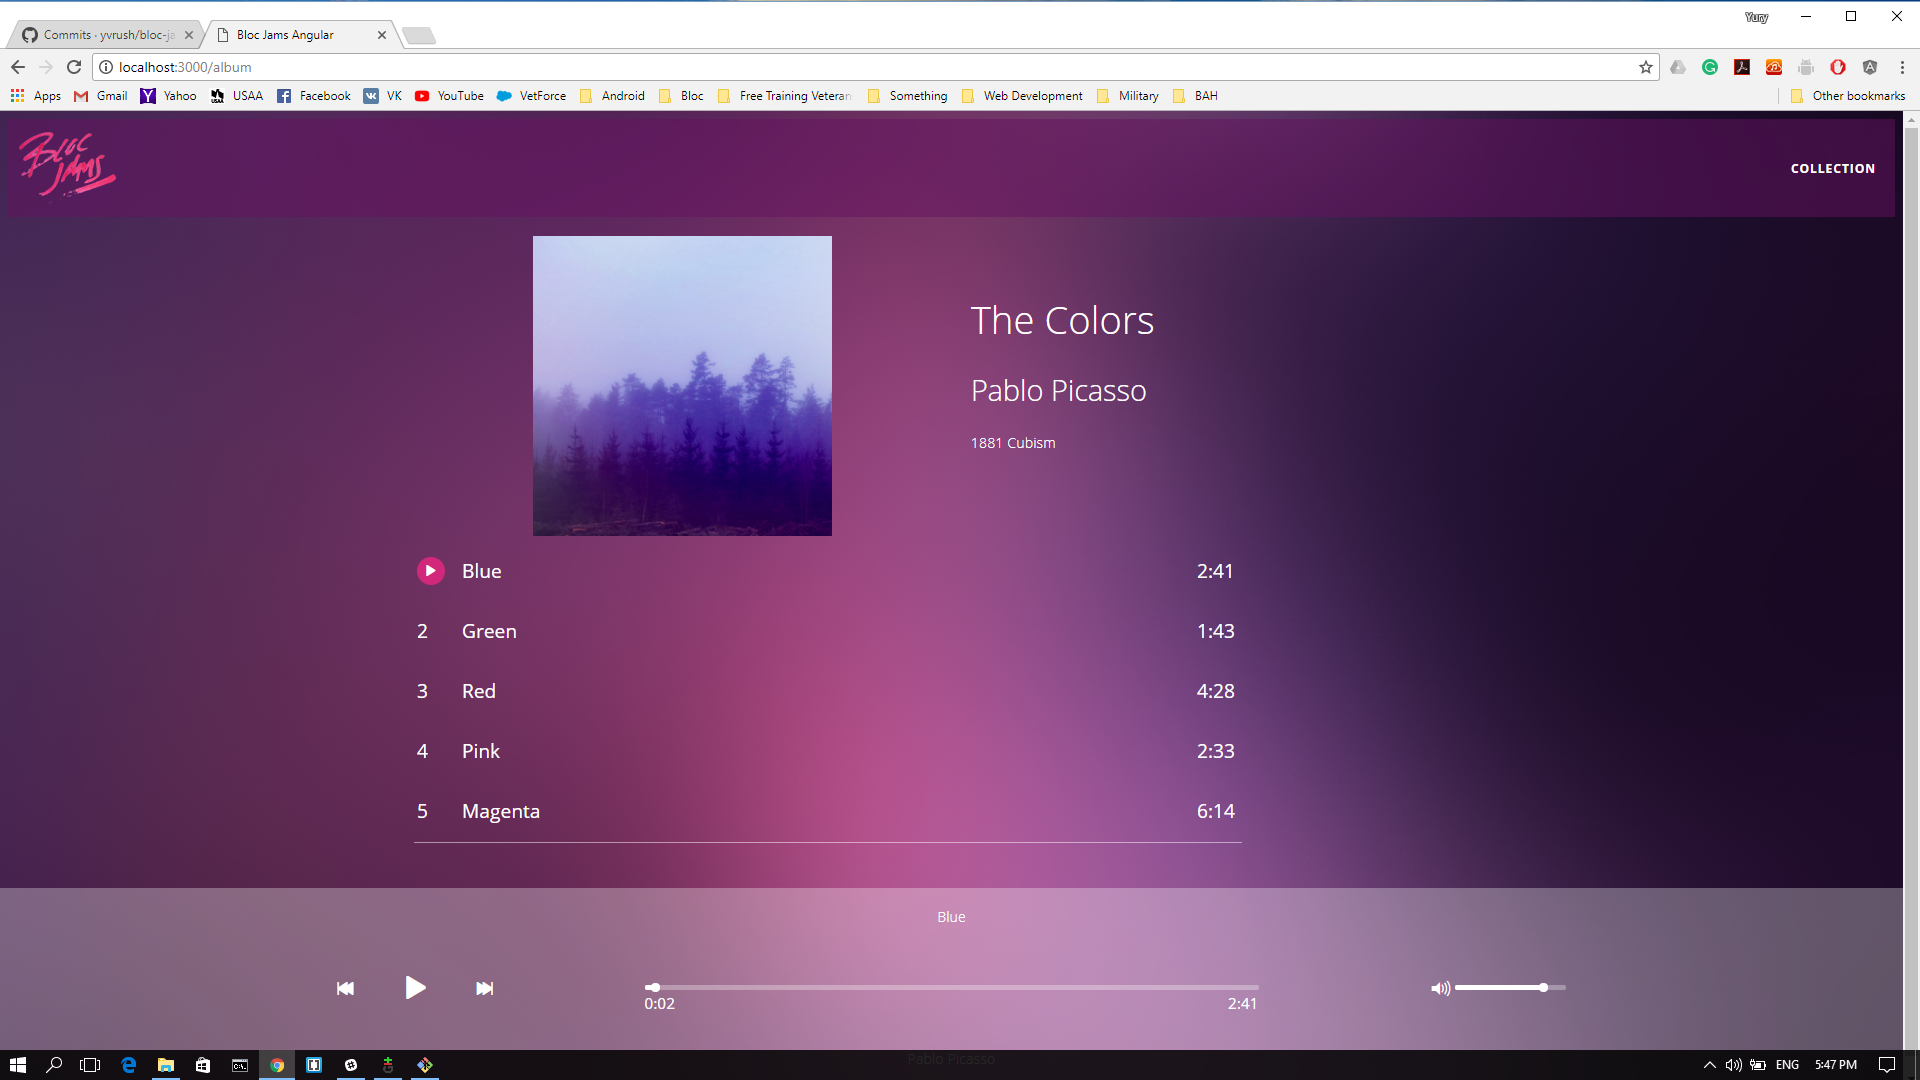 Yury
Commits · yvrush/bloc-ja
Bloc Jams Angular
localhost:3000/album
Apps
Gmail
Yahoo
USAA
Facebook
VK
YouTube
VetForce
Android
Bloc
Free Training Veteran
Something
Web Development
Military
BAH
Other bookmarks
BLOC
JAMS
COLLECTION
The Colors
Pablo Picasso
1881 Cubism
Blue 2:41
2 Green 1:43
3 Red 4:28
4 Pink 2:33
5 Magenta 6:14
Blue
0:02 2:41
Pablo Picasso
ENG
5:47 PM